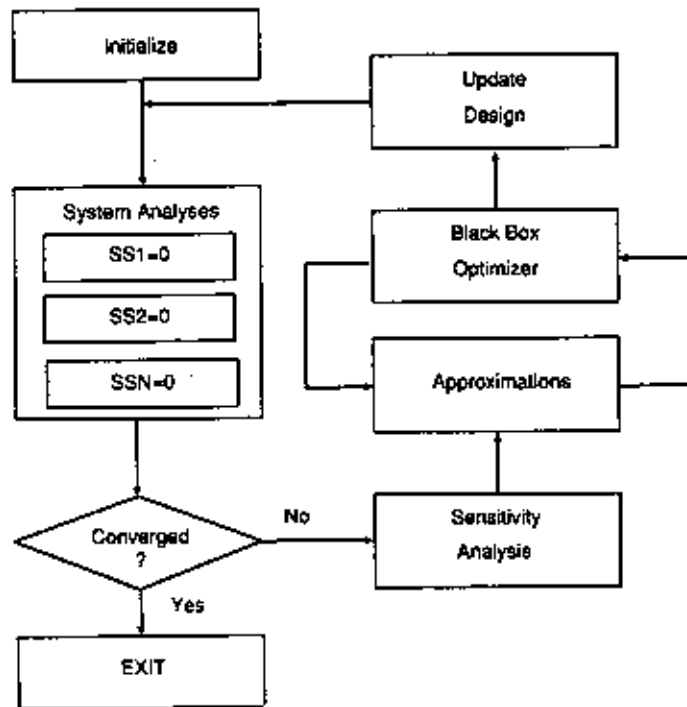 Initialize
Update
Design
System Analyses
SS1=0
SS2=0
SSN=0
Black Box
Optimizer
Approximations
Converged
?
No
Yes
Sensitivity
Analysis
EXIT